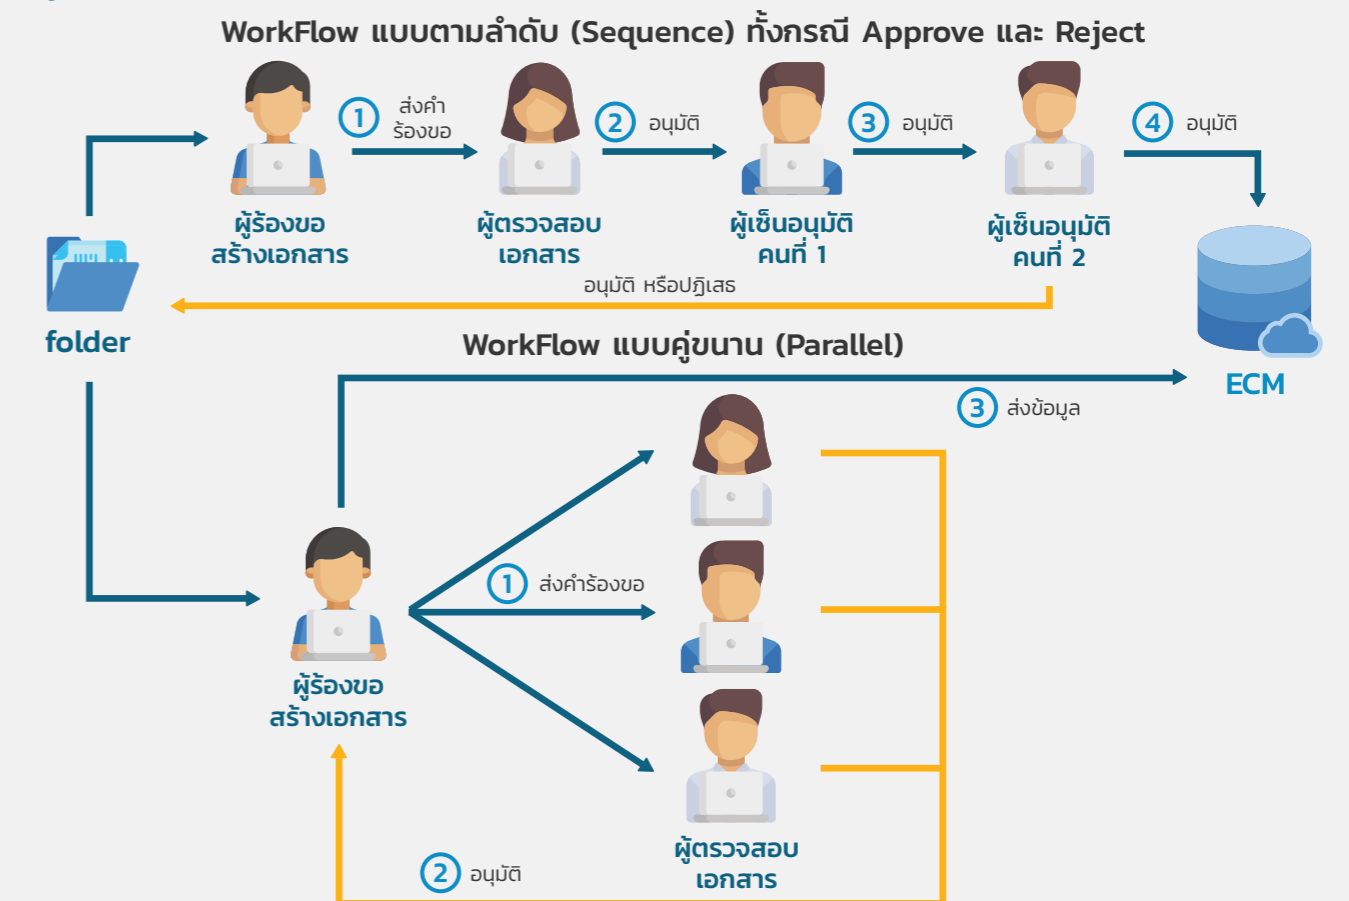 WorkFlow แบบตามลำดับ (Sequence) ทั้งกรณี Approve และ Reject
1 ส่งคำ
ร้องขอ
2 อนุมัติ
3 อนุมัติ
4 อนุมัติ
ผู้ร้องขอ
สร้างเอกสาร
ผู้ตรวจสอบ
เอกสาร
ผู้เซ็นอนุมัติ
คนที่ 1
ผู้เซ็นอนุมัติ
คนที่ 2
อนุมัติ หรือปฏิเสธ
folder
WorkFlow แบบคู่ขนาน (Parallel)
ECM
3 ส่งข้อมูล
1 ส่งคำร้องขอ
ผู้ร้องขอ
สร้างเอกสาร
ผู้ตรวจสอบ
เอกสาร
2 อนุมัติ